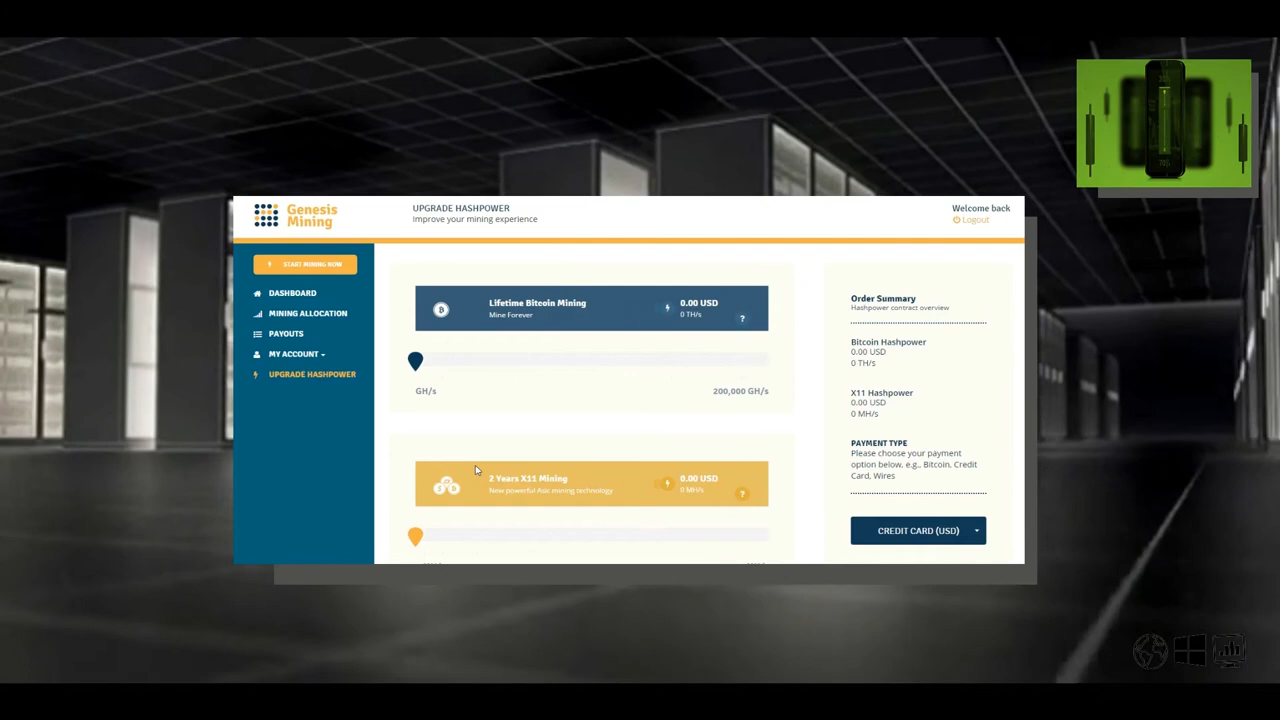 Genesis
Mining
UPGRADE HASHPOWER
Improve your mining experience
Welcome back
Logout
START MINING NOW
DASHBOARD
MINING ALLOCATION
PAYOUTS
MY ACCOUNT
UPGRADE HASHPOWER
Lifetime Bitcoin Mining
Mine Forever
0.00 USD
0 TH/s
?
GH/s
200,000 GH/s
2 Years X11 Mining
New powerful Asic mining technology
0.00 USD
0 MH/s
?
Order Summary
Hashpower contract overview
Bitcoin Hashpower
0.00 USD
0 TH/s
X11 Hashpower
0.00 USD
0 MH/s
PAYMENT TYPE
Please choose your payment
option below, e.g., Bitcoin, Credit
Card, Wires
CREDIT CARD (USD)